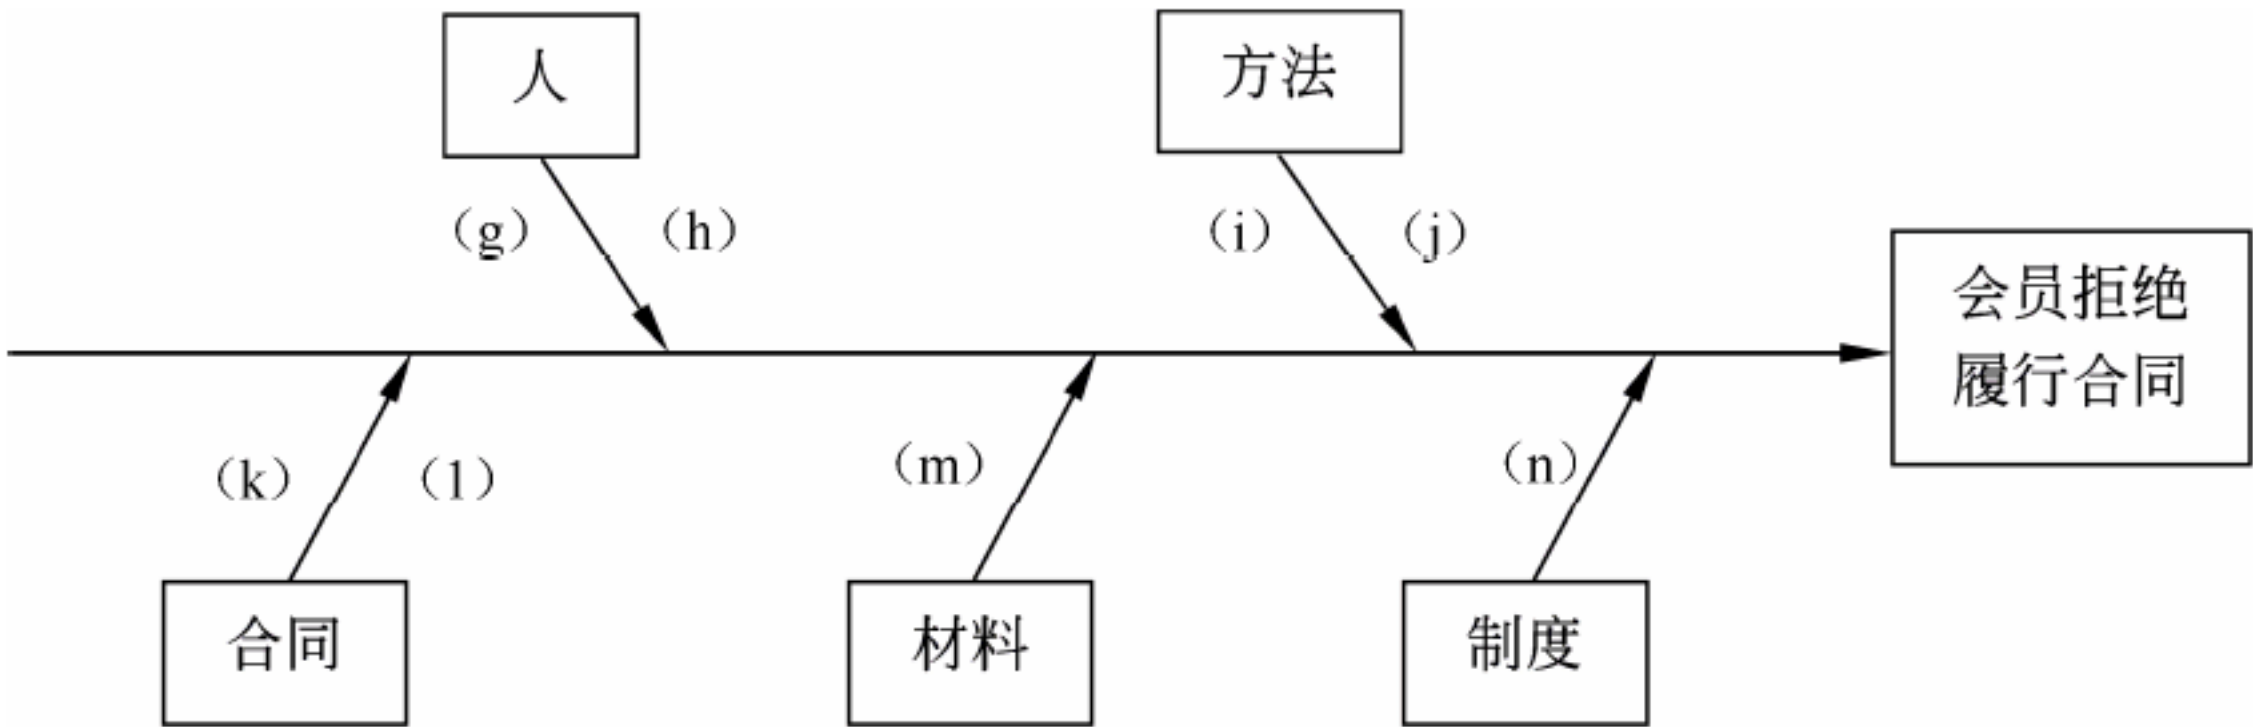 人
方法
（g）
（h）
（i）
（j）
会员拒绝
履行合同
（k）
（l）
（m）
（n）
合同
材料
制度